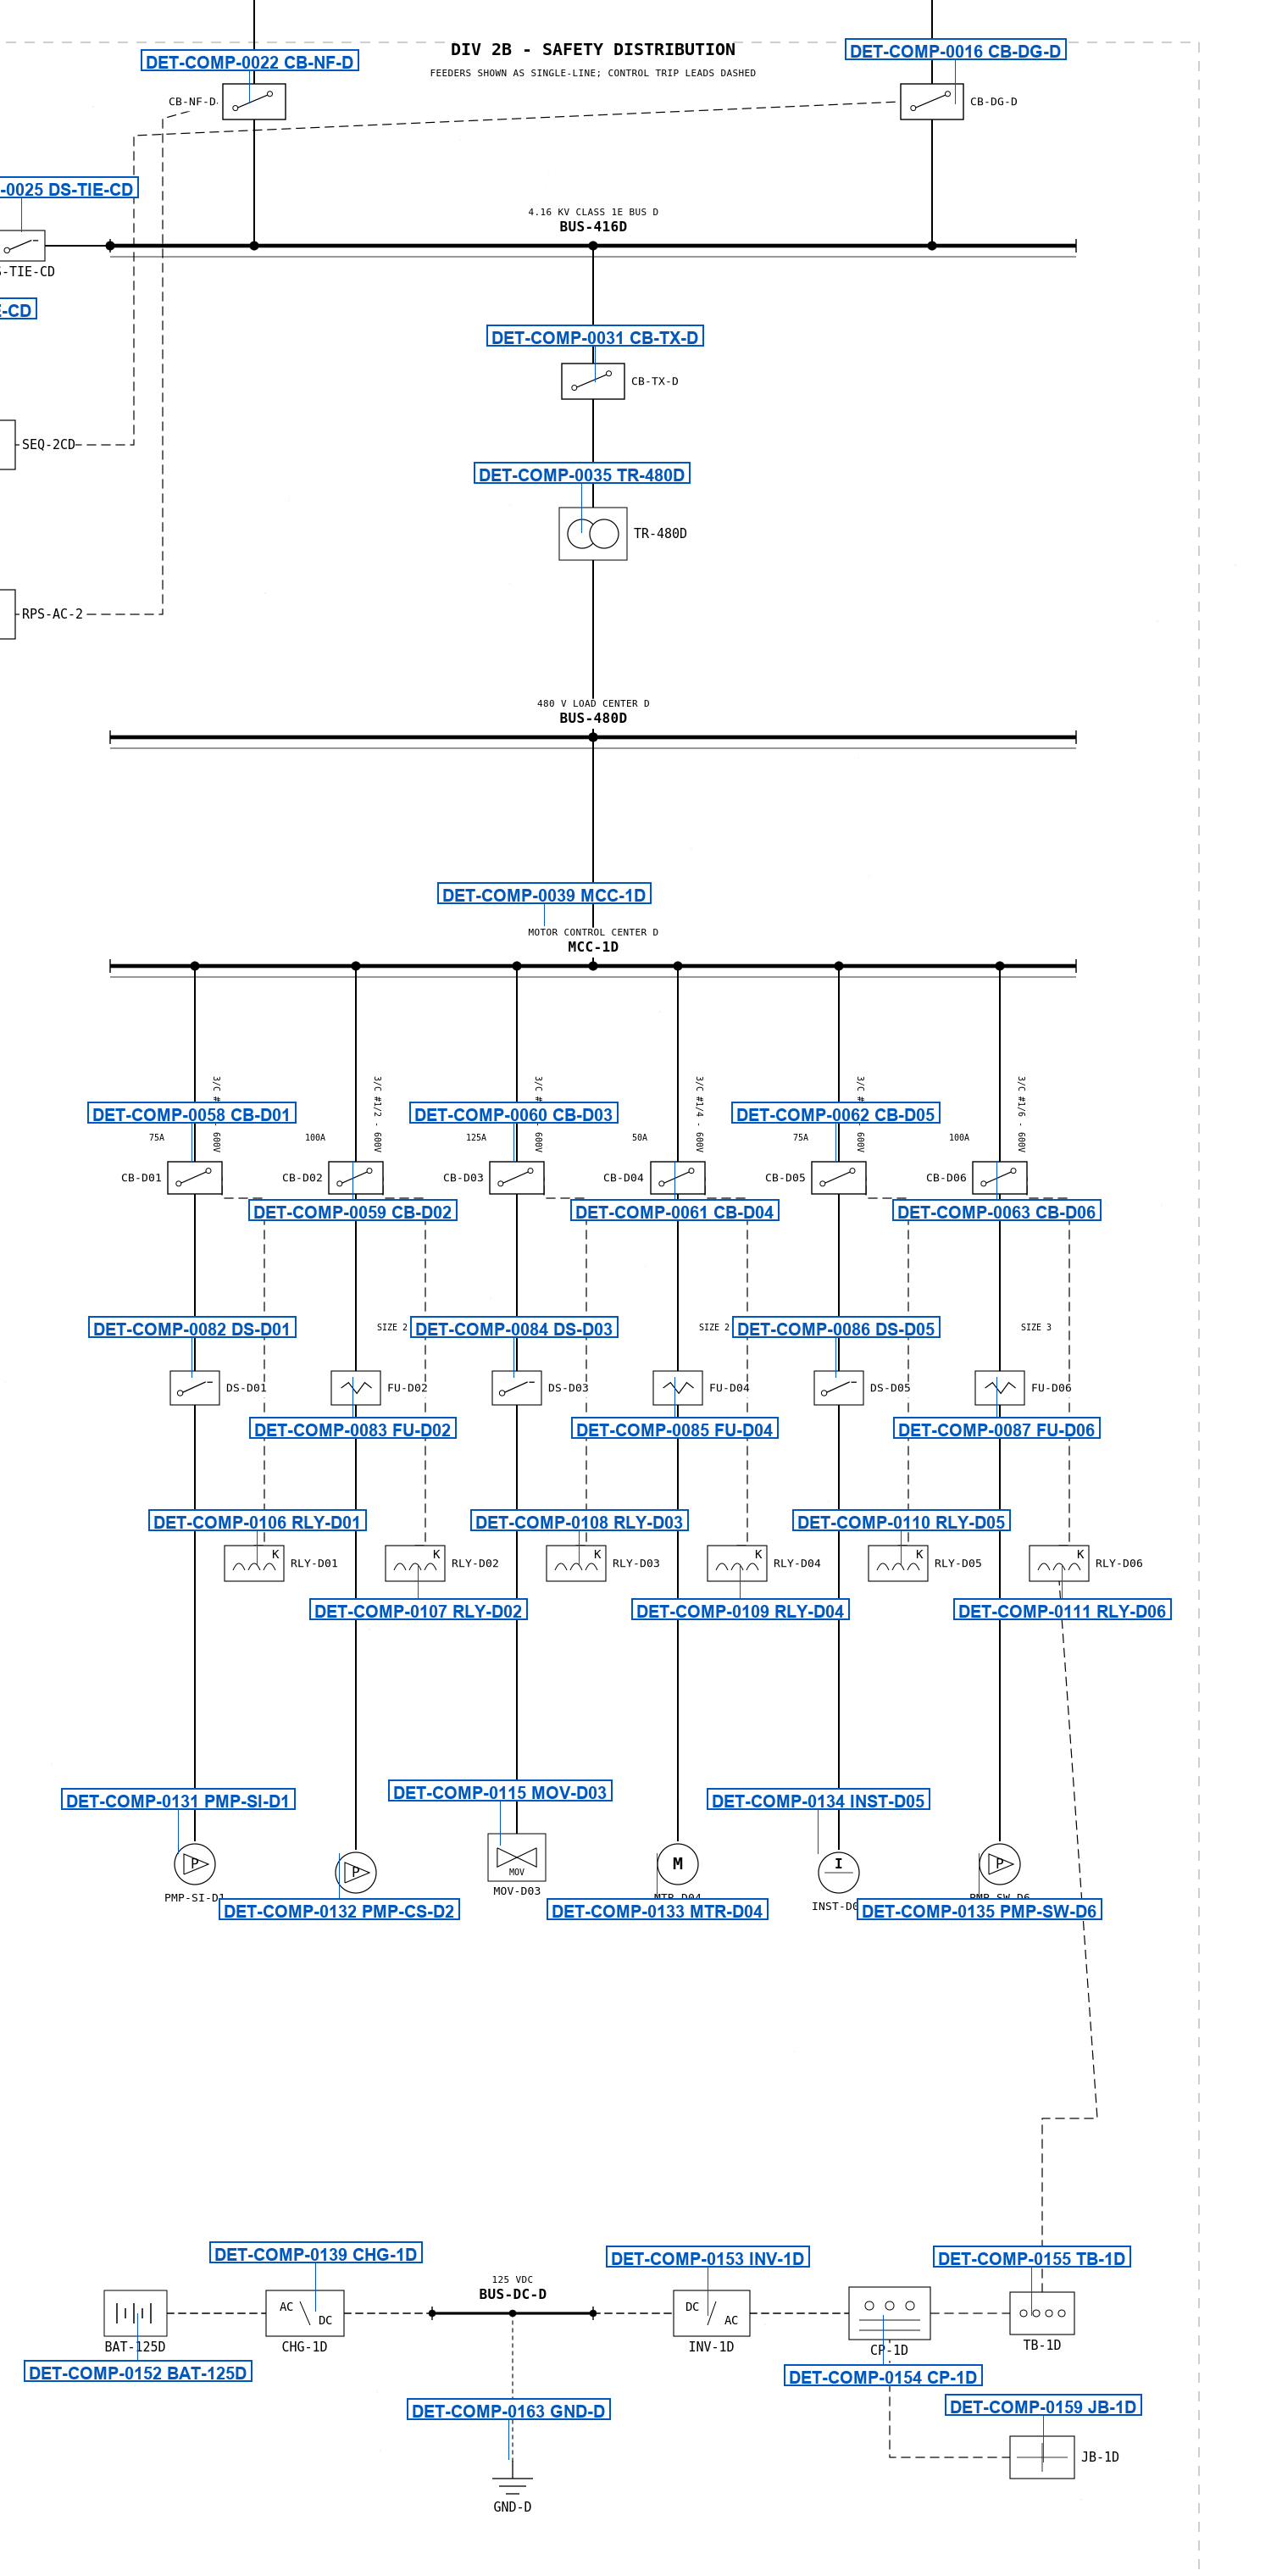 DIV 2B - SAFETY DISTRIBUTION
FEEDERS SHOWN AS SINGLE-LINE; CONTROL TRIP LEADS DASHED
DET-COMP-0022 CB-NF-D
DET-COMP-0016 CB-DG-D
CB-NF-D
CB-DG-D
-0025 DS-TIE-CD
4.16 KV CLASS 1E BUS D
BUS-416D
-TIE-CD
-CD
DET-COMP-0031 CB-TX-D
CB-TX-D
SEQ-2CD
DET-COMP-0035 TR-480D
TR-480D
RPS-AC-2
480 V LOAD CENTER D
BUS-480D
DET-COMP-0039 MCC-1D
MOTOR CONTROL CENTER D
MCC-1D
3/C #
600V
3/C #1/2 - 600V
3/C #
600V
3/C #1/4 - 600V
3/C #
600V
3/C #1/6 - 600V
DET-COMP-0058 CB-D01
DET-COMP-0060 CB-D03
DET-COMP-0062 CB-D05
75A
100A
125A
50A
75A
100A
CB-D01
CB-D02
CB-D03
CB-D04
CB-D05
CB-D06
DET-COMP-0059 CB-D02
DET-COMP-0061 CB-D04
DET-COMP-0063 CB-D06
DET-COMP-0082 DS-D01
SIZE 2
DET-COMP-0084 DS-D03
SIZE 2
DET-COMP-0086 DS-D05
SIZE 3
DS-D01
FU-D02
DS-D03
FU-D04
DS-D05
FU-D06
DET-COMP-0083 FU-D02
DET-COMP-0085 FU-D04
DET-COMP-0087 FU-D06
DET-COMP-0106 RLY-D01
DET-COMP-0108 RLY-D03
DET-COMP-0110 RLY-D05
K RLY-D01
K RLY-D02
K RLY-D03
K RLY-D04
K RLY-D05
K RLY-D06
DET-COMP-0107 RLY-D02
DET-COMP-0109 RLY-D04
DET-COMP-0111 RLY-D06
DET-COMP-0131 PMP-SI-D1
DET-COMP-0115 MOV-D03
DET-COMP-0134 INST-D05
P
P
MOV
M
I
P
PMP-SI-D1
MOV-D03
MTR-D04
INST-D0
PMP-SW-D6
DET-COMP-0132 PMP-CS-D2
DET-COMP-0133 MTR-D04
DET-COMP-0135 PMP-SW-D6
DET-COMP-0139 CHG-1D
DET-COMP-0153 INV-1D
DET-COMP-0155 TB-1D
125 VDC
BUS-DC-D
AC
DC
DC
AC
BAT-125D
CHG-1D
INV-1D
CP-1D
TB-1D
DET-COMP-0152 BAT-125D
DET-COMP-0154 CP-1D
DET-COMP-0163 GND-D
DET-COMP-0159 JB-1D
JB-1D
GND-D